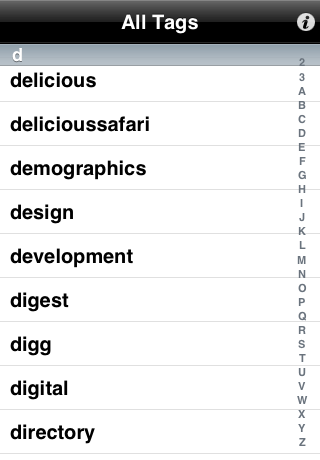 All Tags
i
d
delicious
delicioussafari
demographics
design
development
digest
digg
digital
directory
2
3
A
B
C
D
E
F
G
H
I
J
K
L
M
N
O
P
Q
R
S
T
U
V
W
X
Y
Z